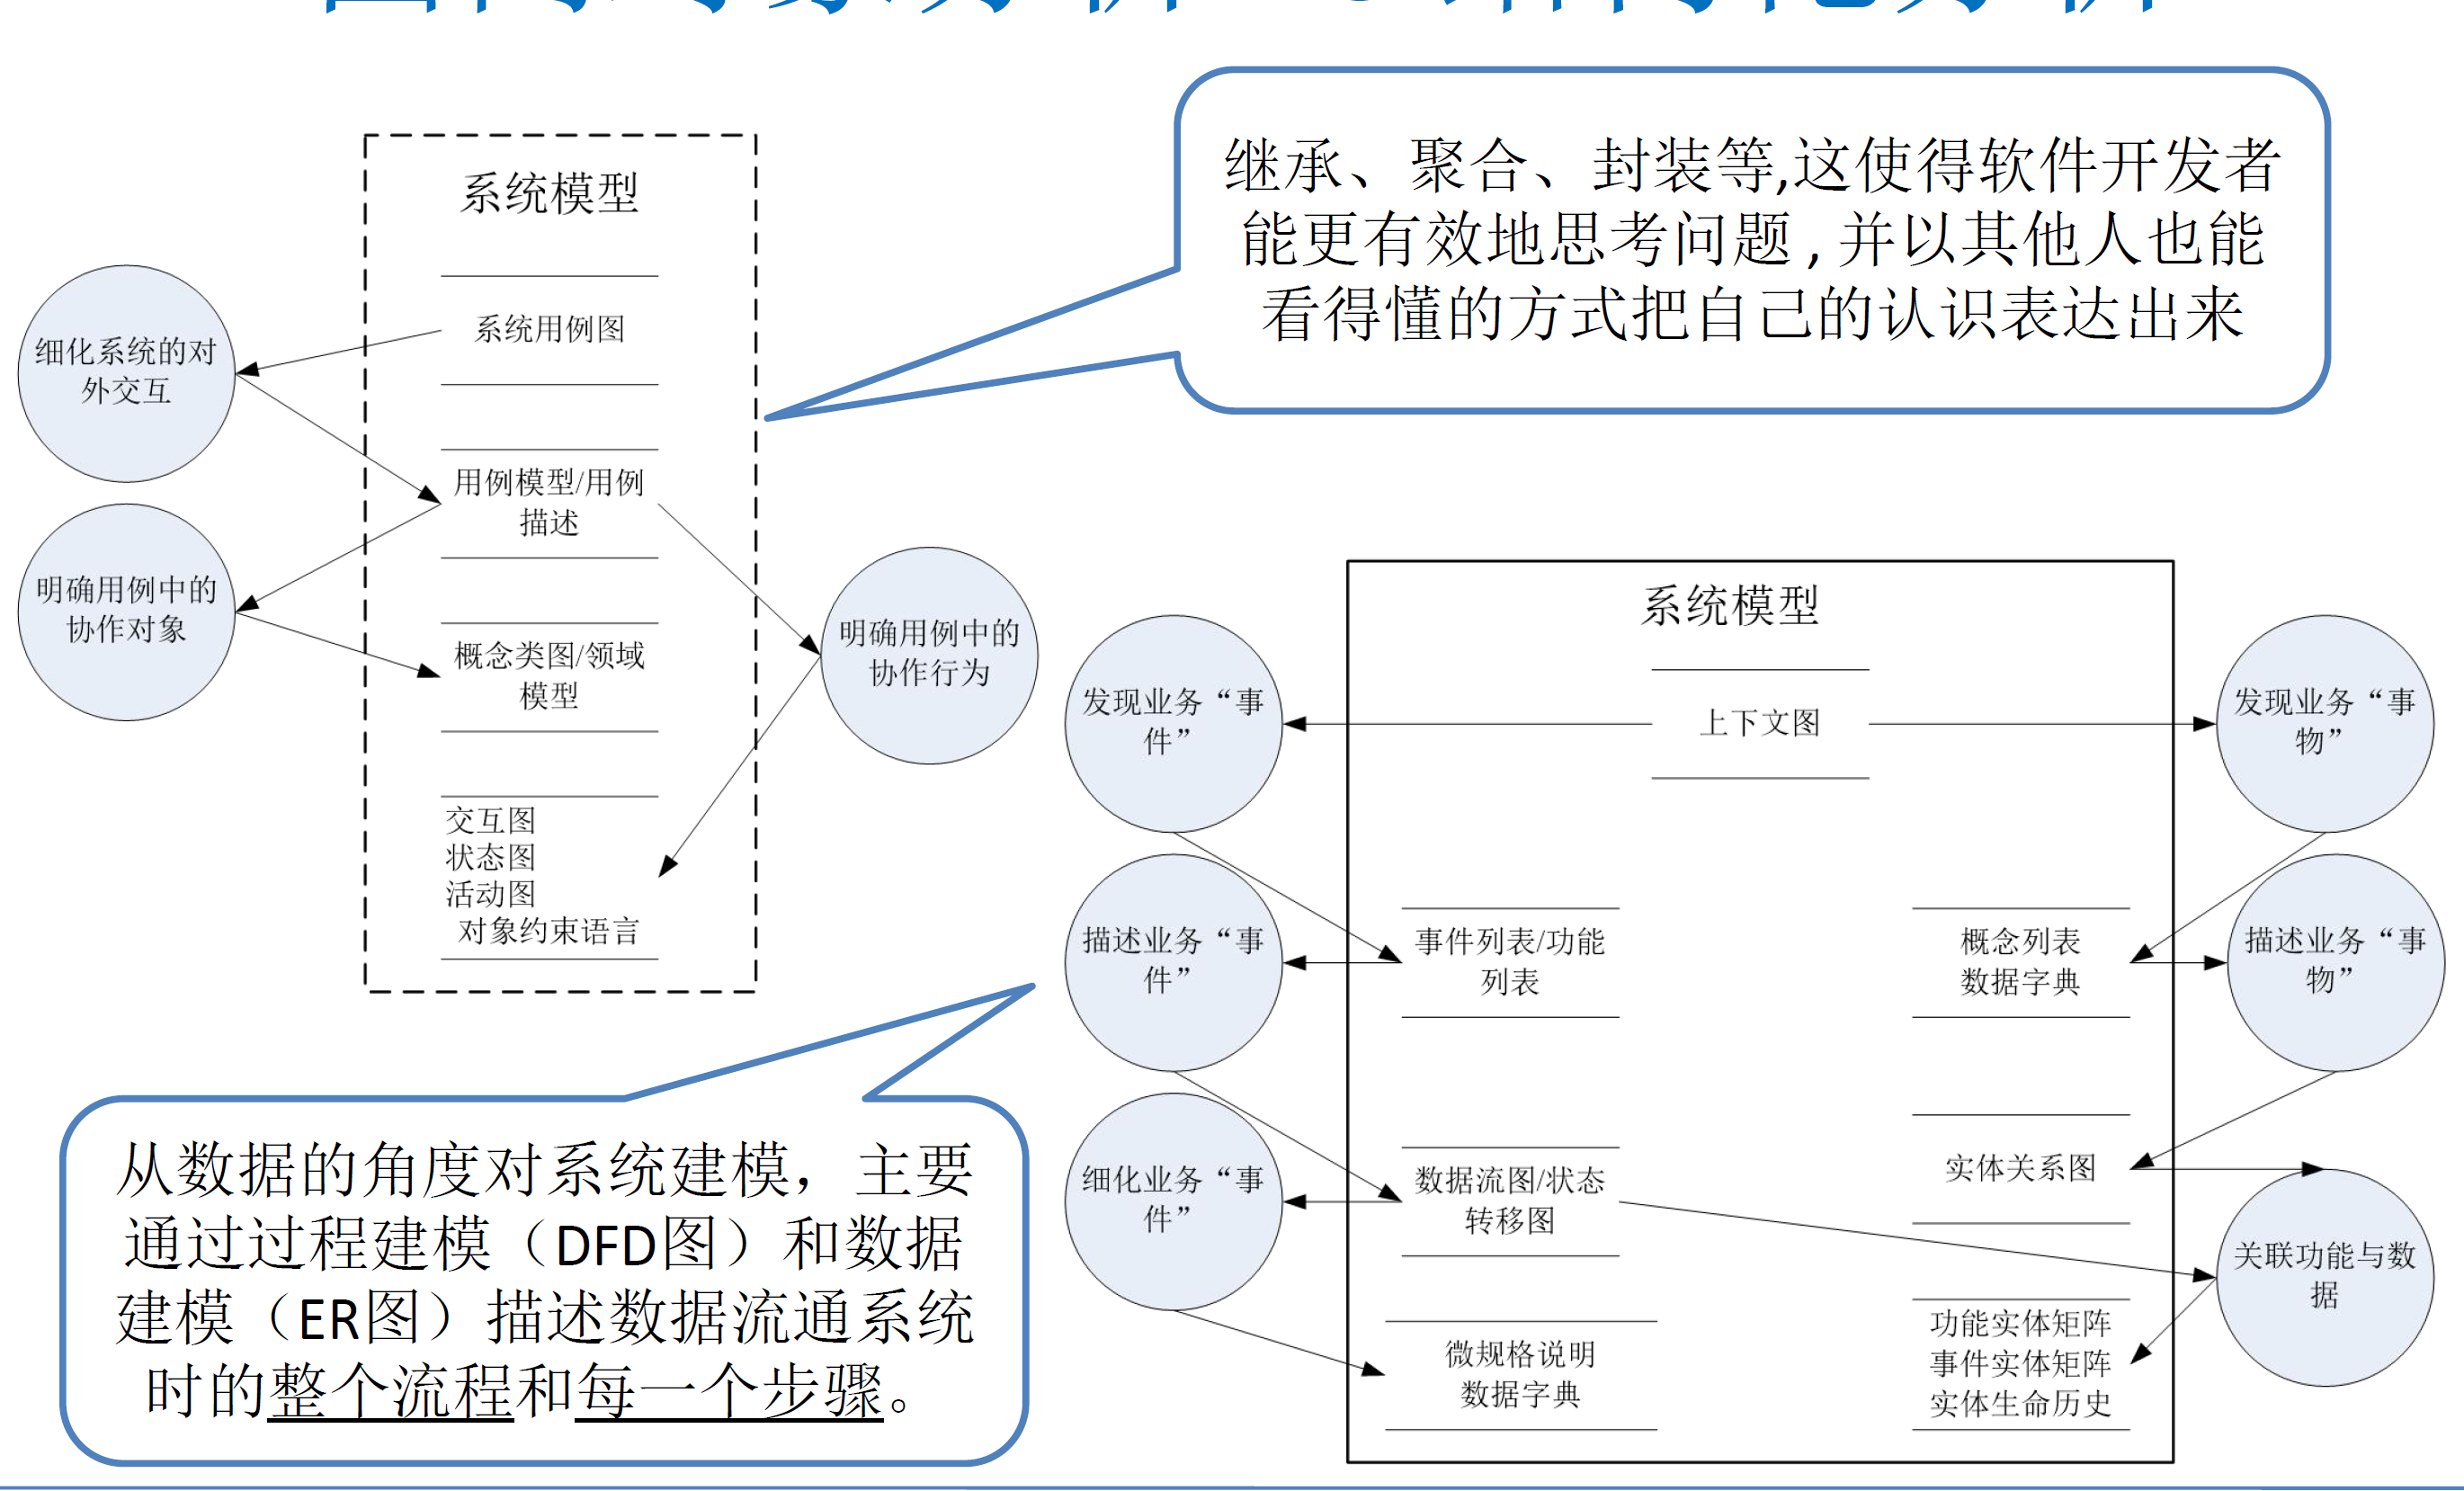 继承、聚合、封装等,这使得软件开发者
能更有效地思考问题,并以其他人也能
看得懂的方式把自己的认识表达出来
系统模型
系统用例图
细化系统的对
外交互
用例模型/用例
描述
明确用例中的
协作对象
概念类图/领域
模型
明确用例中的
协作行为
交互图
状态图
活动图
对象约束语言
系统模型
上下文图
发现业务“事
件”
发现业务“事
物”
描述业务“事
件”
事件列表/功能
列表
概念列表
数据字典
描述业务“事
物”
细化业务“事
件”
数据流图/状态
转移图
实体关系图
关联功能与数
据
微规格说明
数据字典
功能实体矩阵
事件实体矩阵
实体生命历史
从数据的角度对系统建模，主要
通过过程建模（DFD图）和数据
建模（ER图）描述数据流通系统
时的整个流程和每一个步骤。